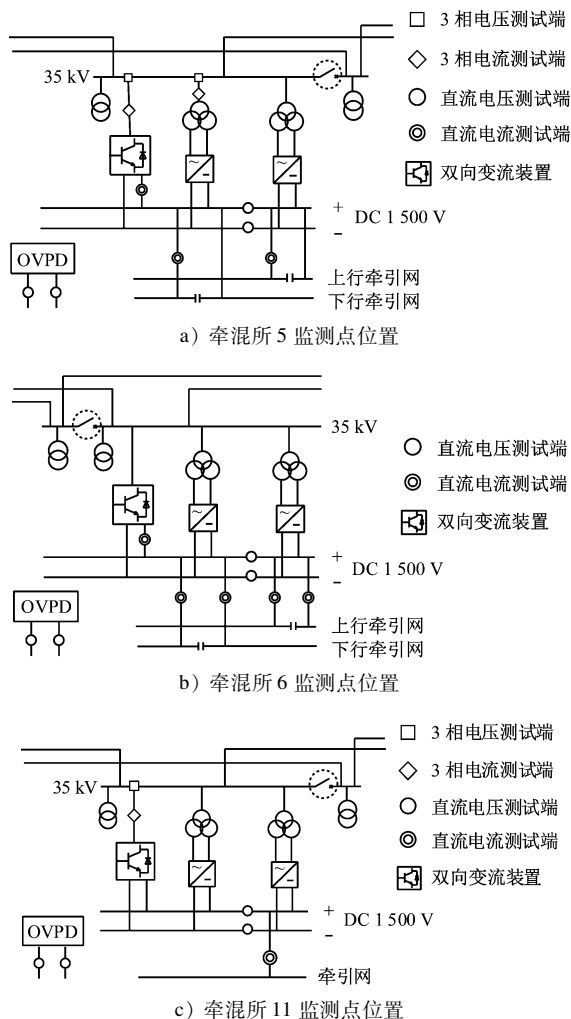 3 相电压测试端
3 相电流测试端
35 kV
直流电压测试端
直流电流测试端
双向变流装置
+
DC 1 500 V
−
OVPD
上行牵引网
下行牵引网
a）牵混所 5 监测点位置
35 kV
直流电压测试端
直流电流测试端
双向变流装置
+
DC 1 500 V
−
OVPD
上行牵引网
下行牵引网
b）牵混所 6 监测点位置
3 相电压测试端
3 相电流测试端
35 kV
直流电压测试端
直流电流测试端
双向变流装置
+
DC 1 500 V
−
OVPD
牵引网
c）牵混所 11 监测点位置